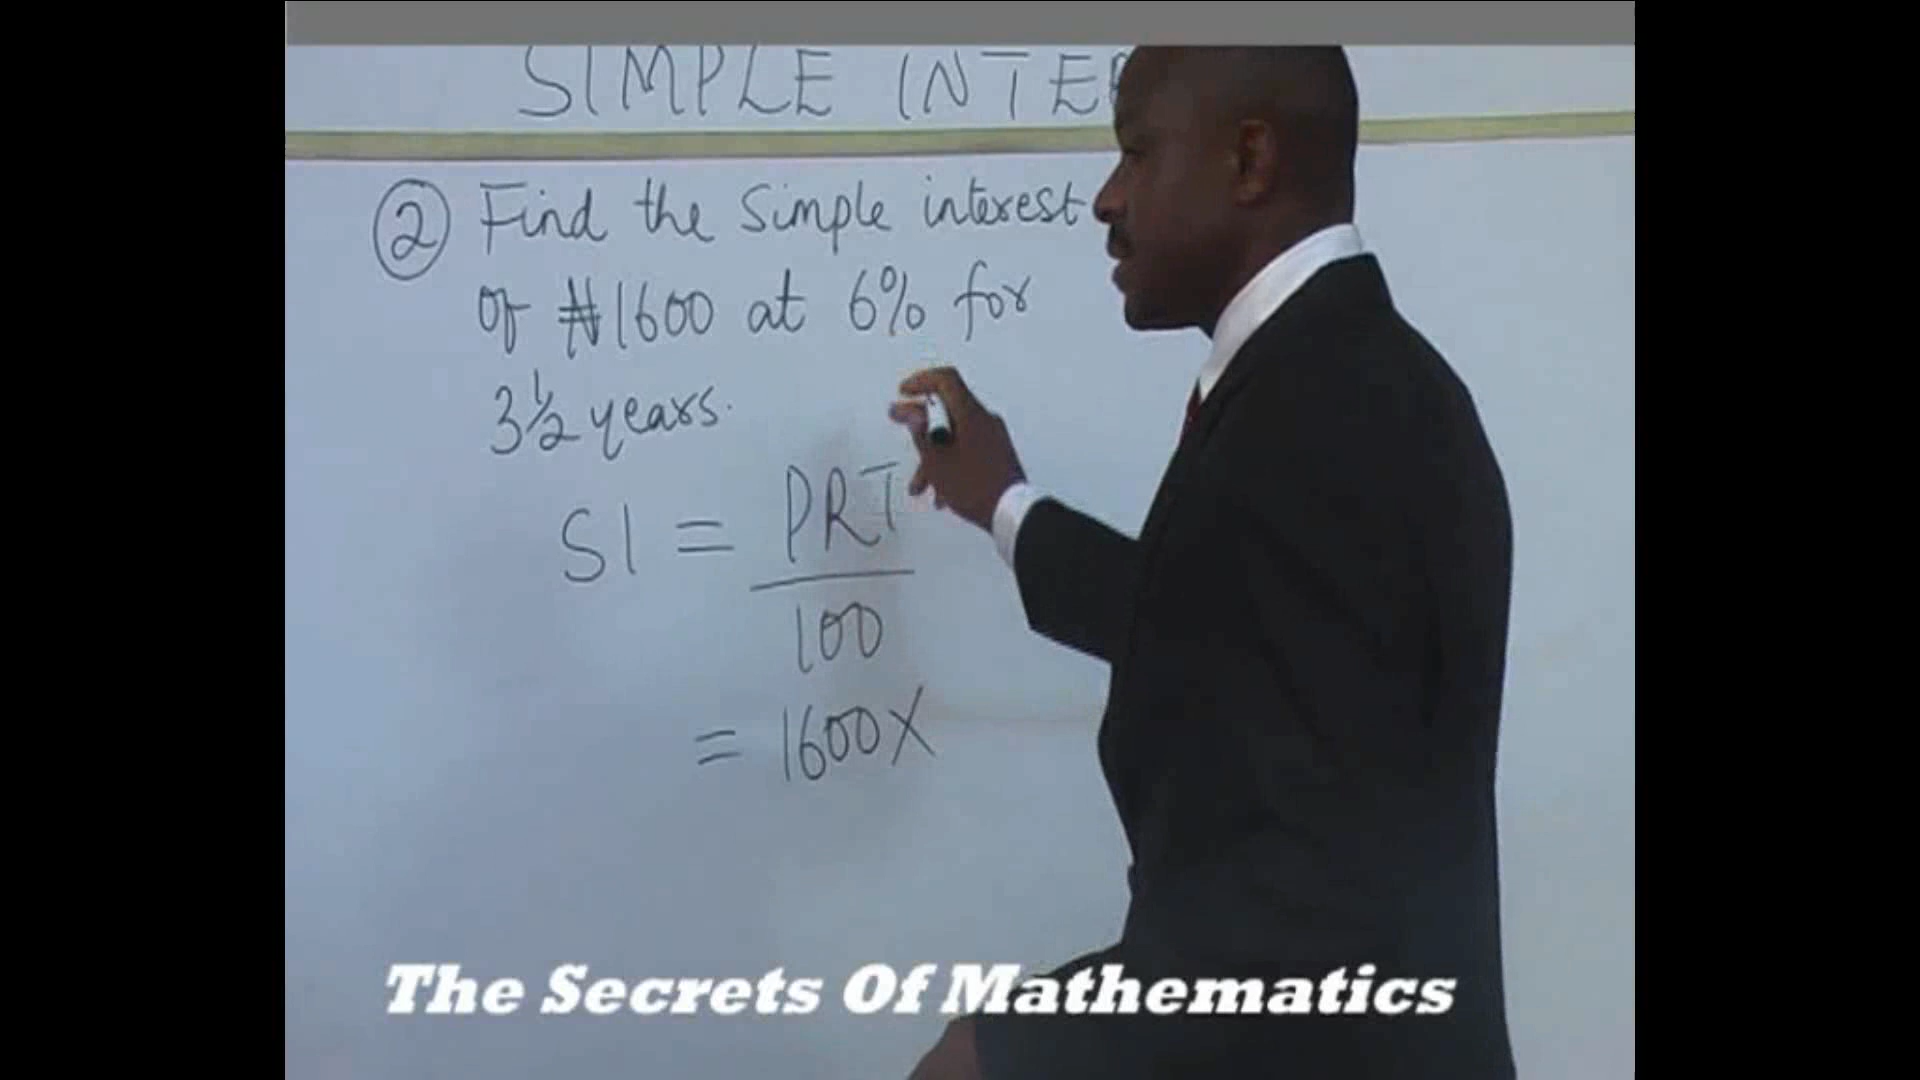 SIMPLE INTE
② Find the simple interest
of ₦1600 at 6% for
3½ years.
SI = PRT
100
= 1600 X
The Secrets Of Mathematics